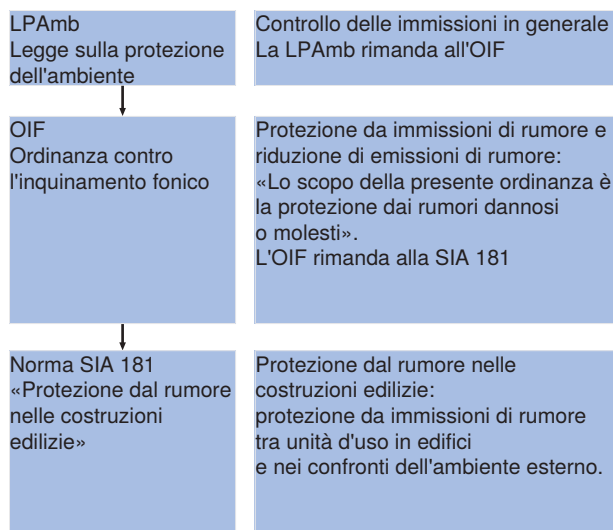 LPAmb
Legge sulla protezione
dell'ambiente
Controllo delle immissioni in generale
La LPAmb rimanda all'OIF
OIF
Ordinanza contro
l'inquinamento fonico
Protezione da immissioni di rumore e
riduzione di emissioni di rumore:
«Lo scopo della presente ordinanza è
la protezione dai rumori dannosi
o molesti».
L'OIF rimanda alla SIA 181
Norma SIA 181
«Protezione dal rumore
nelle costruzioni
edilizie»
Protezione dal rumore nelle
costruzioni edilizie:
protezione da immissioni di rumore
tra unità d'uso in edifici
e nei confronti dell'ambiente esterno.